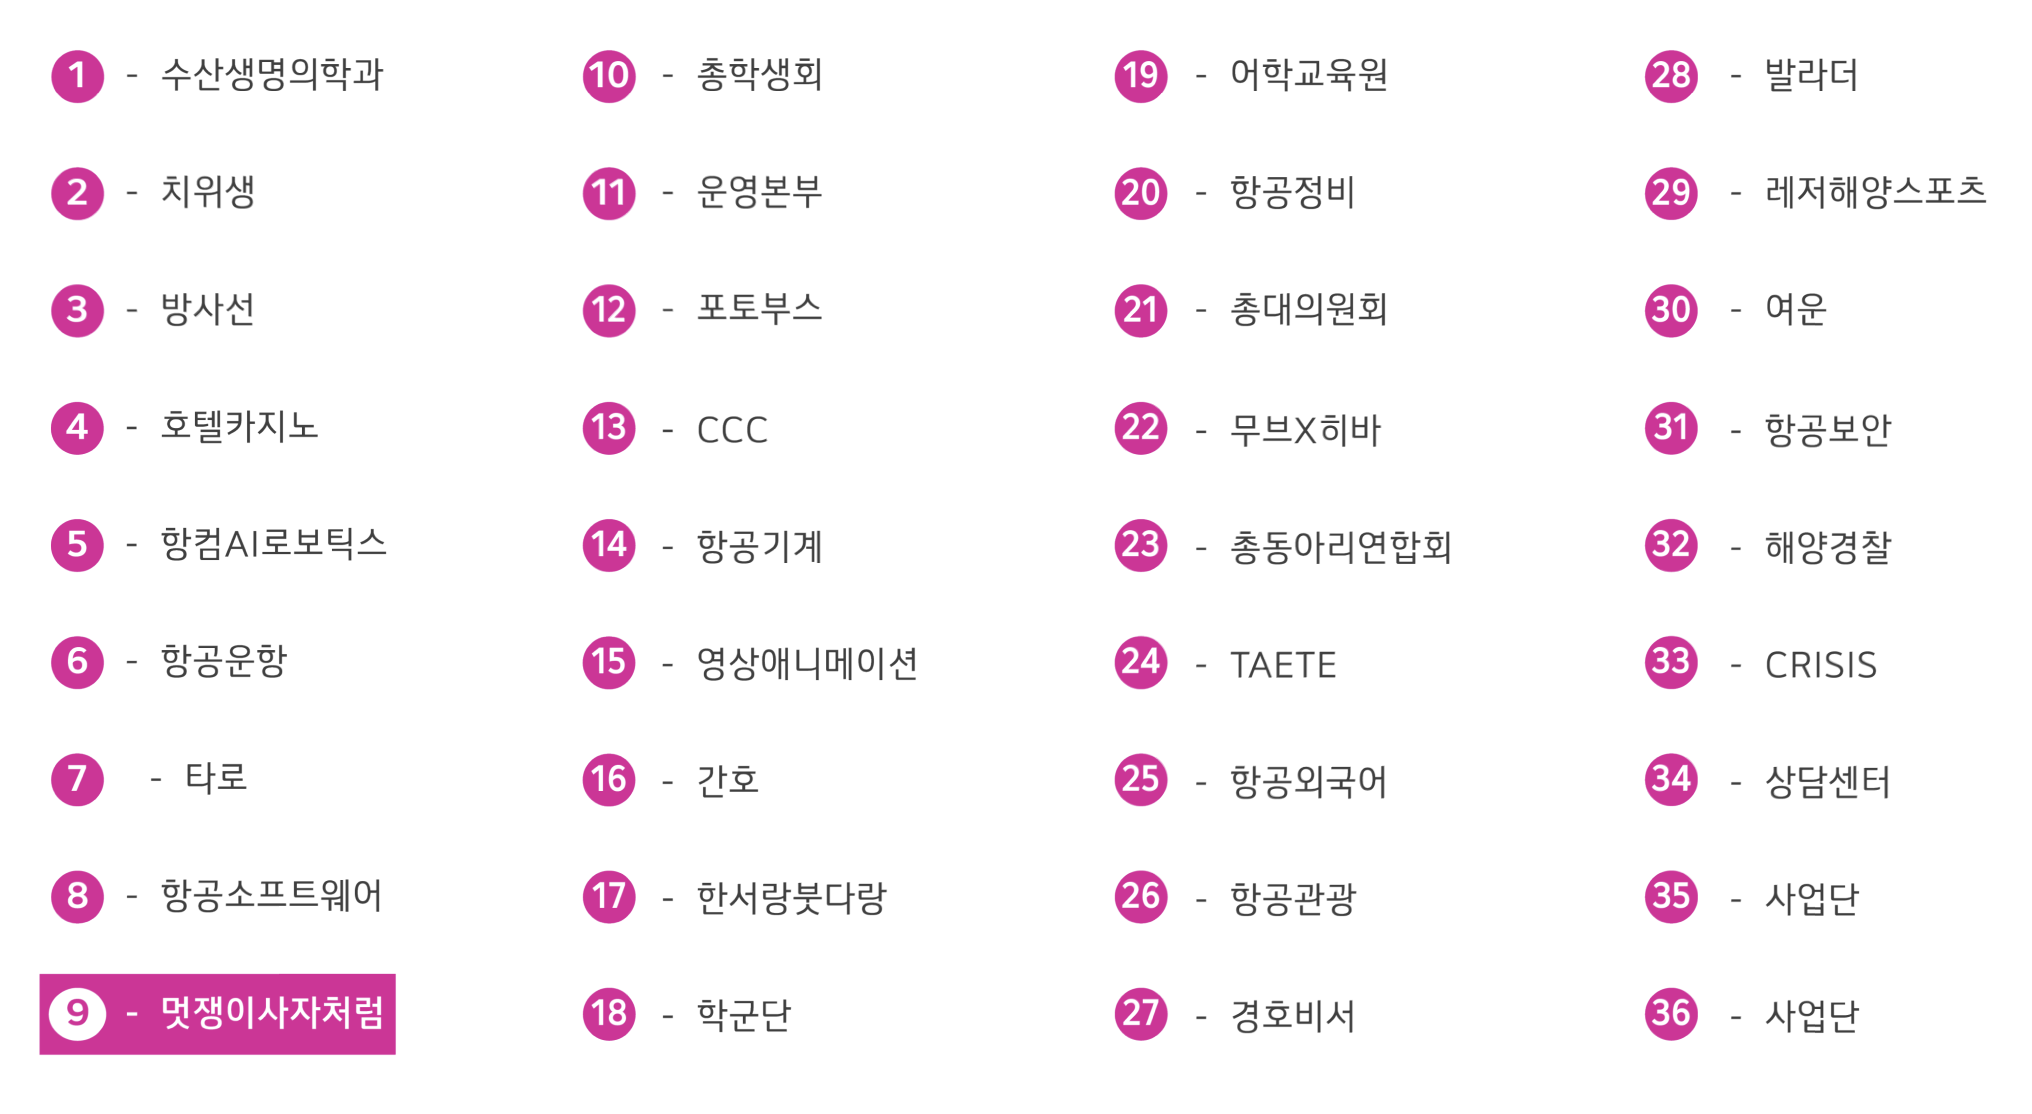 1 - 수산생명의학과
2 - 치위생
3 - 방사선
4 - 호텔카지노
5 - 항컴AI로보틱스
6 - 항공운항
7 - 타로
8 - 항공소프트웨어
9 - 멋쟁이사자처럼
10 - 총학생회
11 - 운영본부
12 - 포토부스
13 - CCC
14 - 항공기계
15 - 영상애니메이션
16 - 간호
17 - 한서랑붓다랑
18 - 학군단
19 - 어학교육원
20 - 항공정비
21 - 총대의원회
22 - 무브X히바
23 - 총동아리연합회
24 - TAETE
25 - 항공외국어
26 - 항공관광
27 - 경호비서
28 - 발라더
29 - 레저해양스포츠
30 - 여운
31 - 항공보안
32 - 해양경찰
33 - CRISIS
34 - 상담센터
35 - 사업단
36 - 사업단